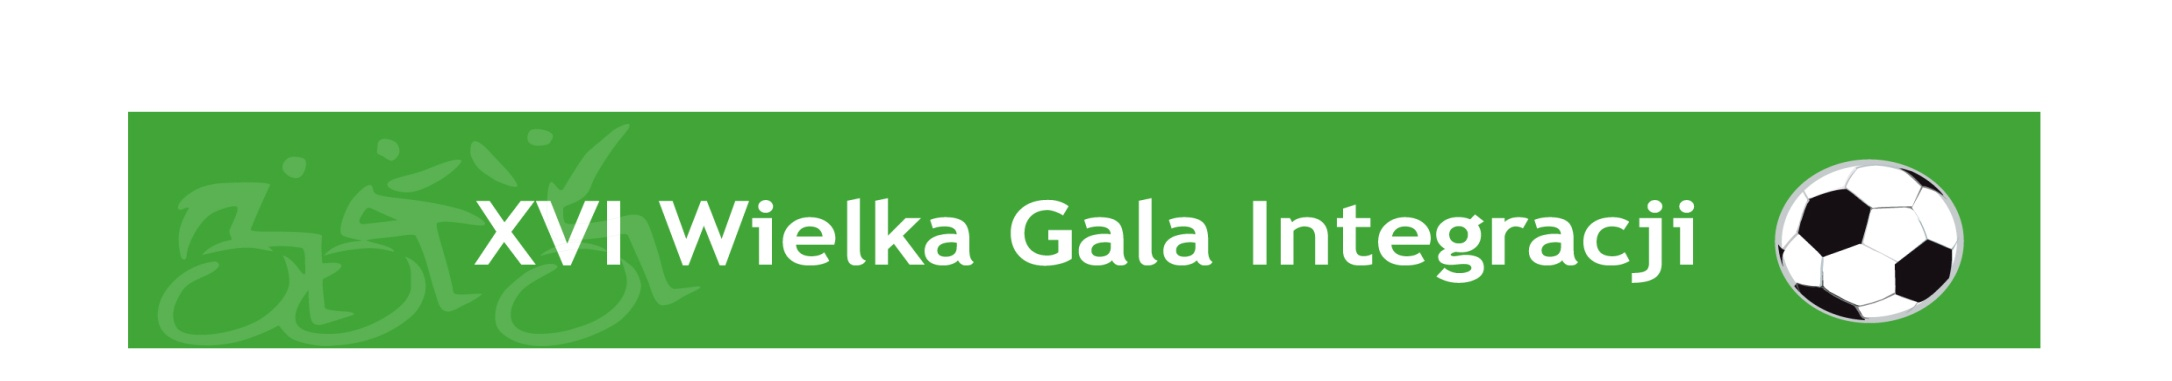 XVI Wielka Gala Integracji